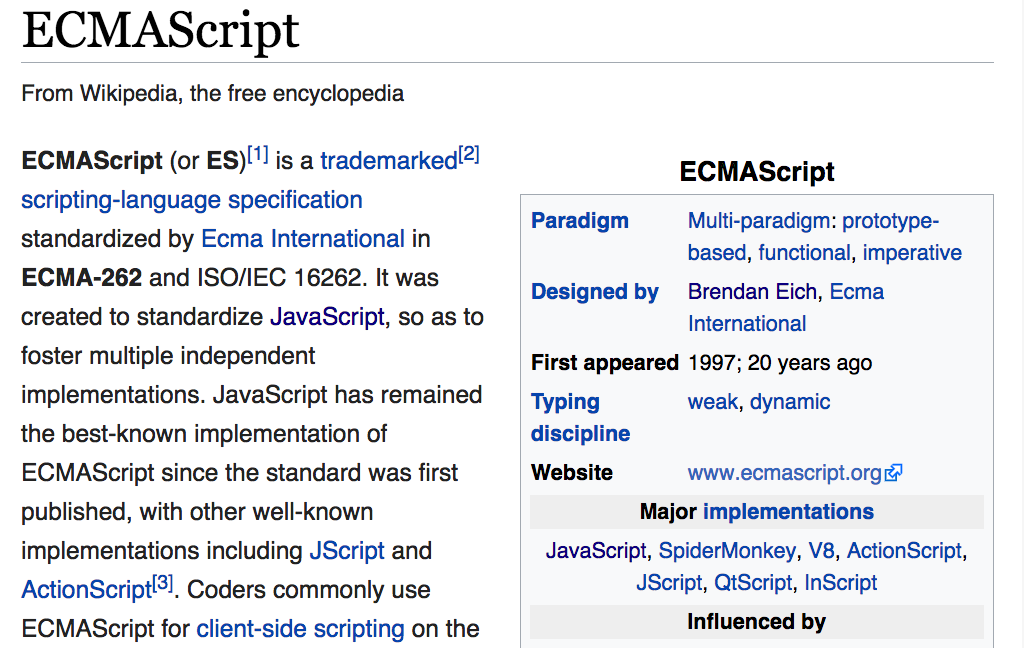 ECMAScript
From Wikipedia, the free encyclopedia
ECMAScript (or ES)[1] is a trademarked[2]
scripting-language specification
standardized by Ecma International in
ECMA-262 and ISO/IEC 16262. It was
created to standardize JavaScript, so as to
foster multiple independent
implementations. JavaScript has remained
the best-known implementation of
ECMAScript since the standard was first
published, with other well-known
implementations including JScript and
ActionScript[3]. Coders commonly use
ECMAScript for client-side scripting on the
ECMAScript
Paradigm Multi-paradigm: prototype-
based, functional, imperative
Designed by Brendan Eich, Ecma
International
First appeared 1997; 20 years ago
Typing weak, dynamic
discipline
Website www.ecmascript.org
Major implementations
JavaScript, SpiderMonkey, V8, ActionScript,
JScript, QtScript, InScript
Influenced by